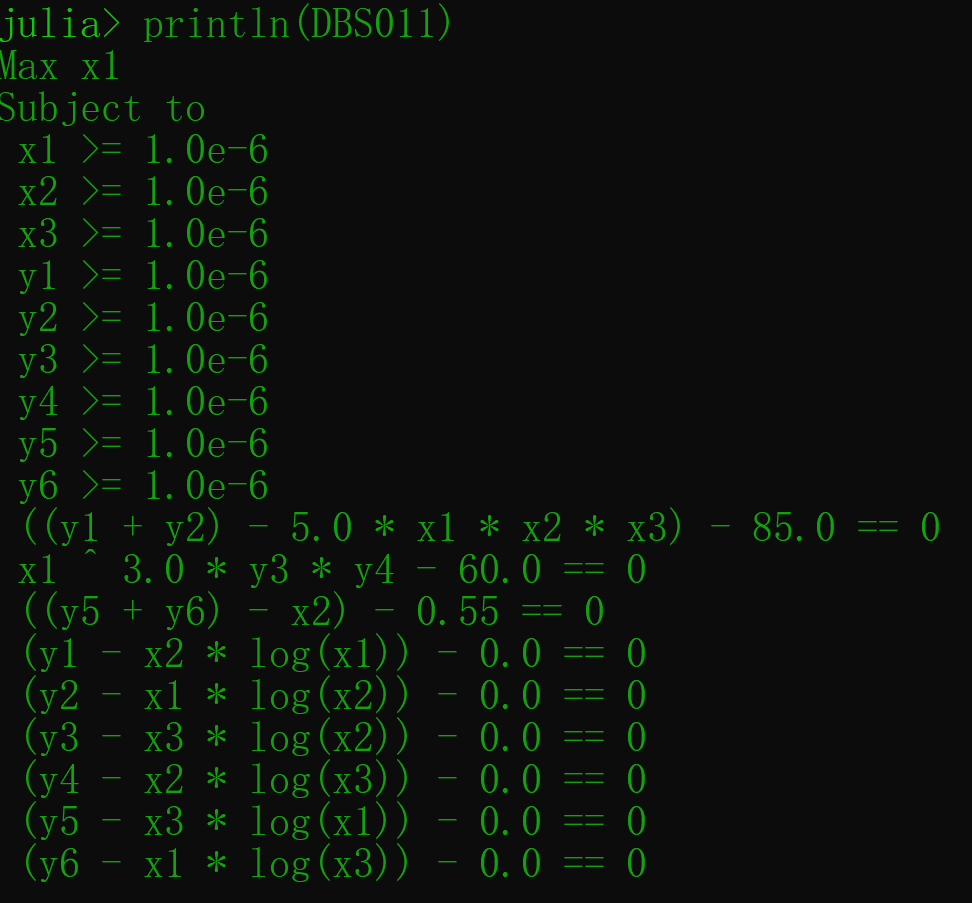 julia> println(DBS011)
Max x1
Subject to
x1 >= 1.0e-6
x2 >= 1.0e-6
x3 >= 1.0e-6
y1 >= 1.0e-6
y2 >= 1.0e-6
y3 >= 1.0e-6
y4 >= 1.0e-6
y5 >= 1.0e-6
y6 >= 1.0e-6
((y1 + y2) - 5.0 * x1 * x2 * x3) - 85.0 == 0
x1 ^ 3.0 * y3 * y4 - 60.0 == 0
((y5 + y6) - x2) - 0.55 == 0
(y1 - x2 * log(x1)) - 0.0 == 0
(y2 - x1 * log(x2)) - 0.0 == 0
(y3 - x3 * log(x2)) - 0.0 == 0
(y4 - x2 * log(x3)) - 0.0 == 0
(y5 - x3 * log(x1)) - 0.0 == 0
(y6 - x1 * log(x3)) - 0.0 == 0